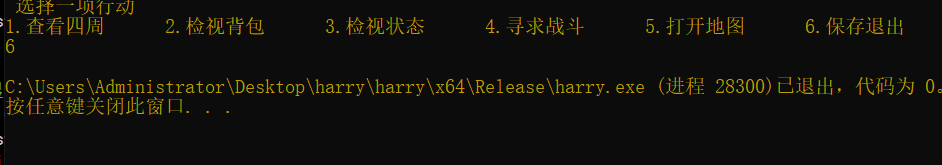 选择一项行动
1.查看四周 2.检视背包 3.检视状态 4.寻求战斗 5.打开地图 6.保存退出
6
C:\Users\Administrator\Desktop\harry\harry\x64\Release\harry.exe (进程 28300)已退出，代码为 0。
按任意键关闭此窗口. . .